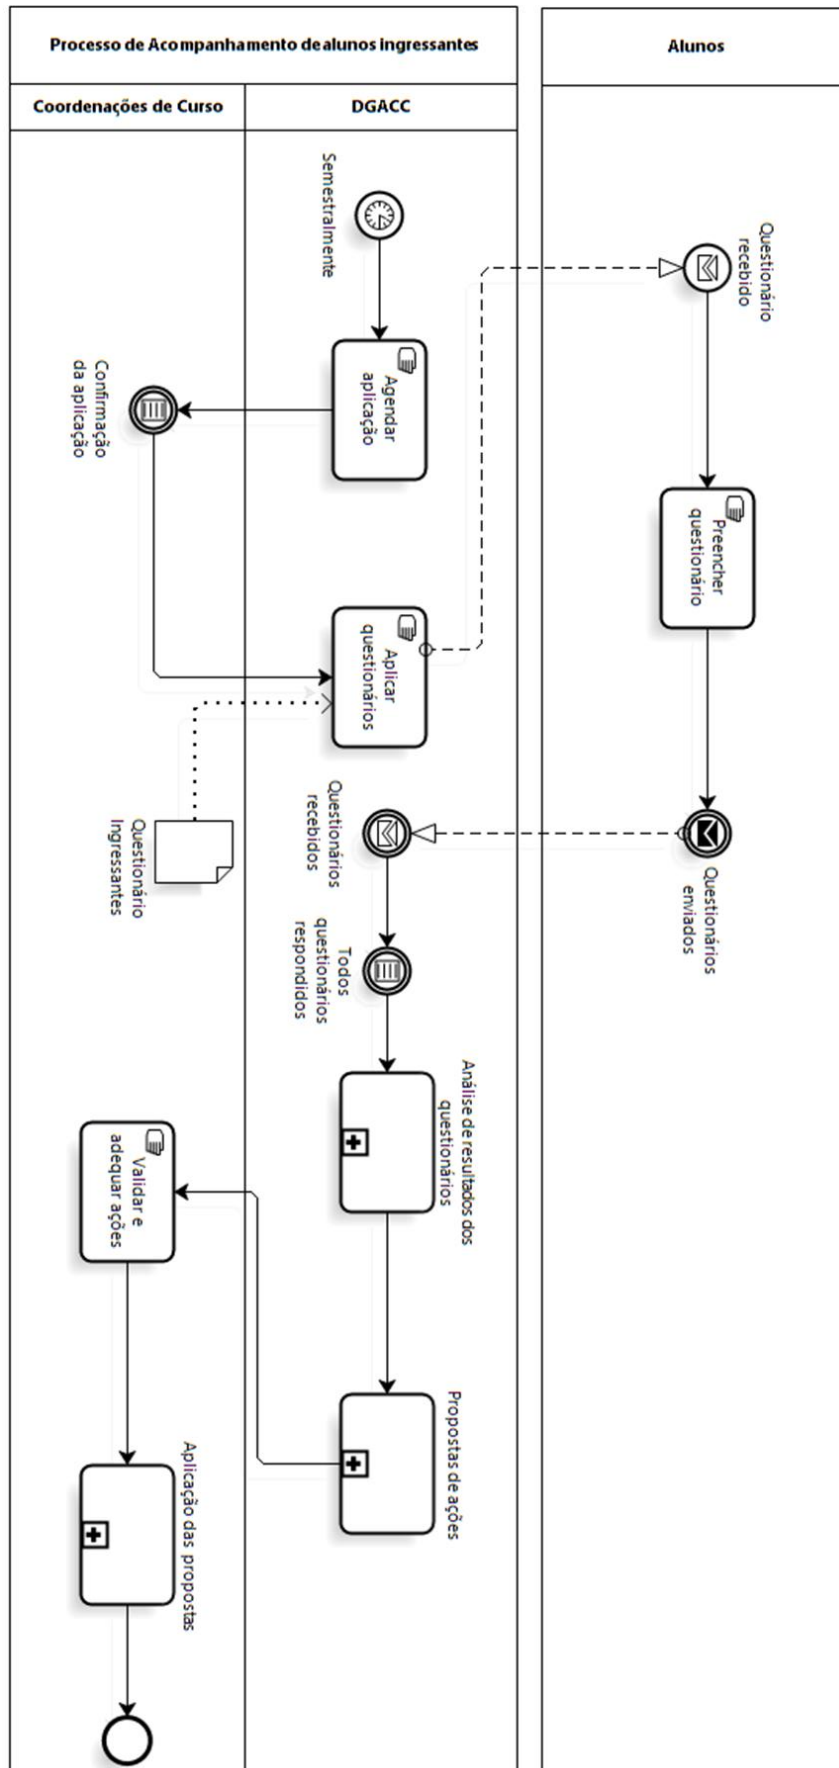 Processo de Acompanhamento de alunos ingressantes
Alunos
Coordenações de Curso
DGACC
Semestralmente
Questionário
recebido
Agendar
aplicação
Confirmação
da aplicação
Preencher
questionário
Aplicar
questionários
Questionário
Ingressantes
Questionários
recebidos
Questionários
enviados
Todos
questionários
respondidos
Análise de resultados dos
questionários
Validar e
adequar ações
Propostas de ações
Aplicação das propostas